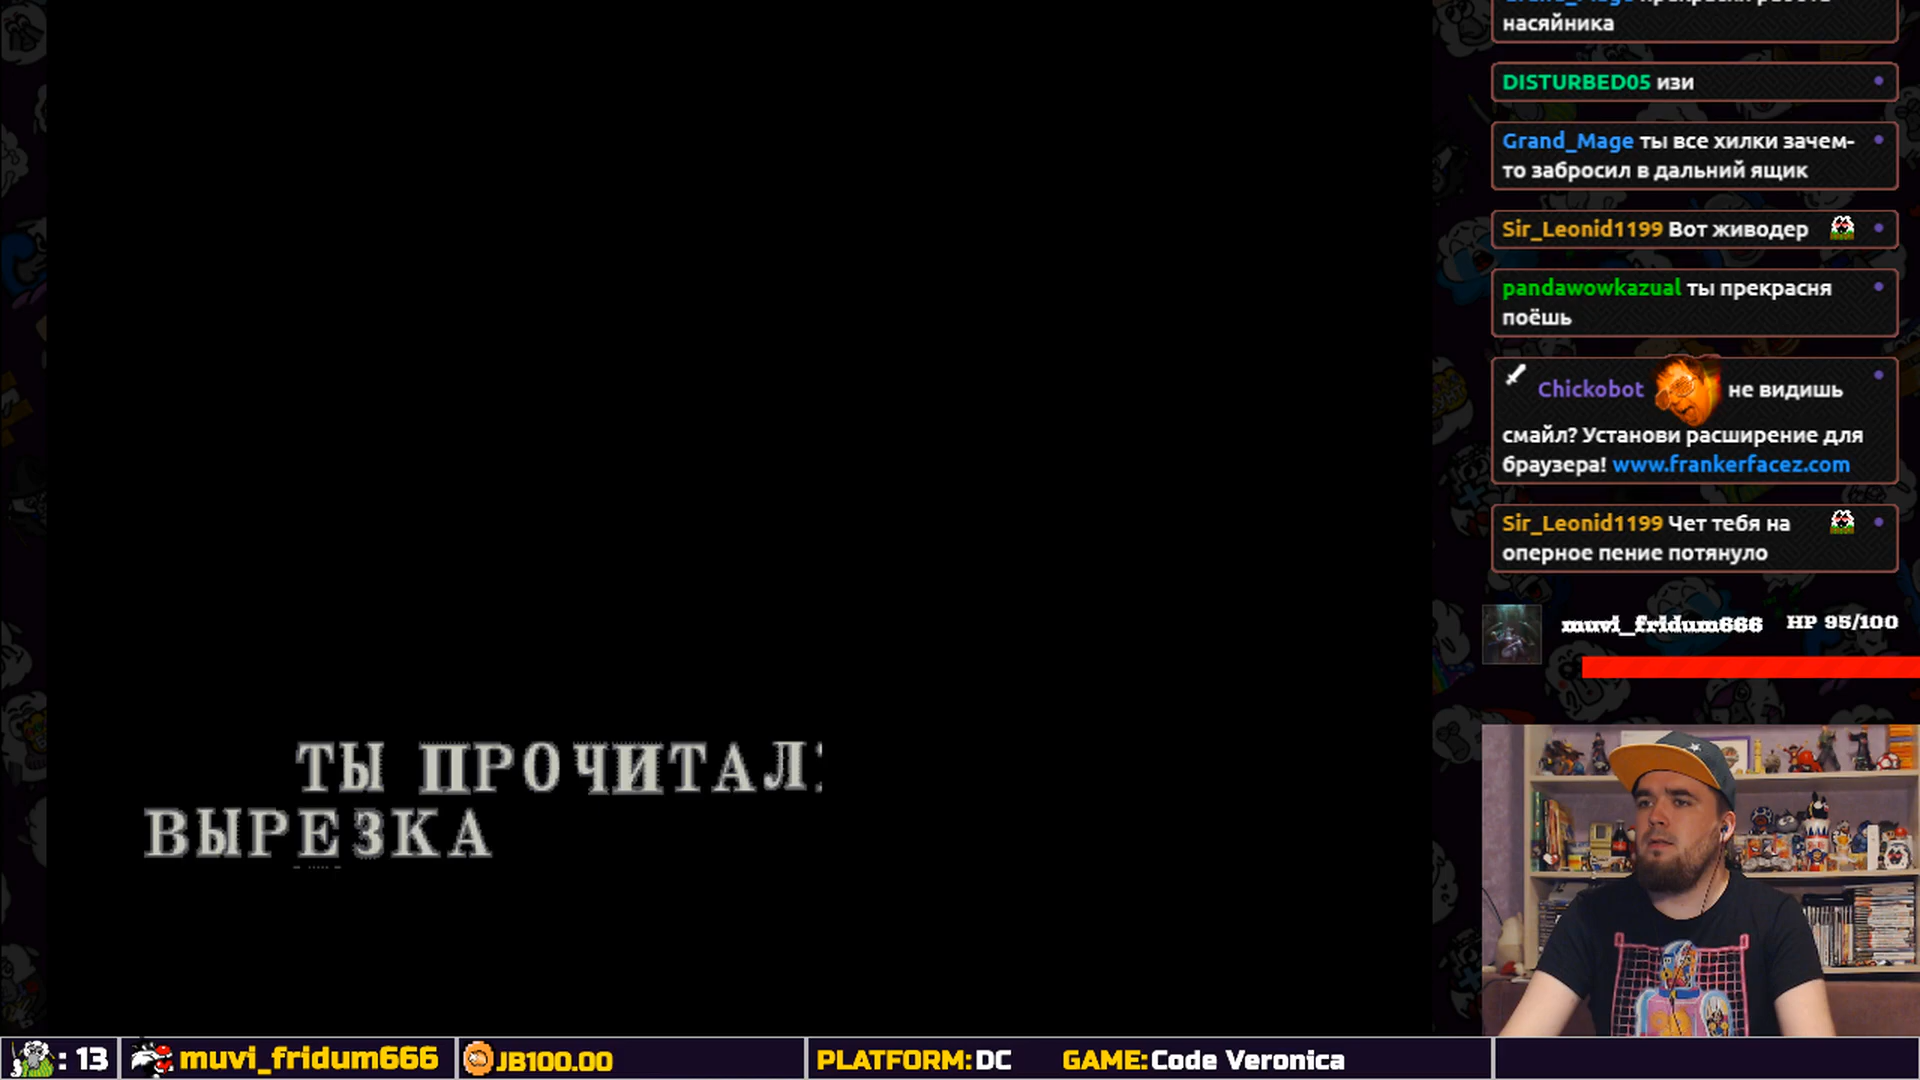 ТЫ ПРОЧИТАЛ:
ВЫРЕЗКА
насяйника
DISTURBED05 изи
Grand_Mage ты все хилки зачем-
то забросил в дальний ящик
Sir_Leonid1199 Вот живодер
pandawowkazual ты прекрасня
поёшь
Chickobot не видишь
смайл? Установи расширение для
браузера! www.frankerfacez.com
Sir_Leonid1199 Чет тебя на
оперное пение потянуло
muvi_fridum666 HP 95/100
: 13 muvi_fridum666 JB100.00 PLATFORM: DC GAME: Code Veronica